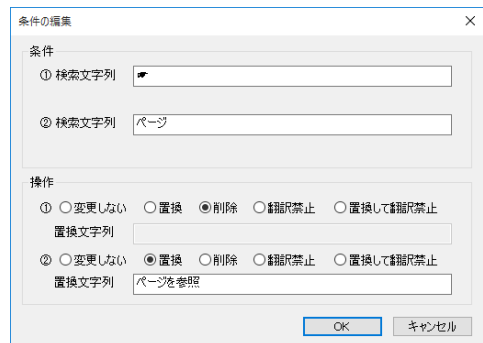 条件の編集
条件
① 検索文字列 ☛
② 検索文字列 ページ
操作
① 変更しない 置換 削除 翻訳禁止 置換して翻訳禁止
置換文字列
② 変更しない 置換 削除 翻訳禁止 置換して翻訳禁止
置換文字列 ページを参照
OK キャンセル